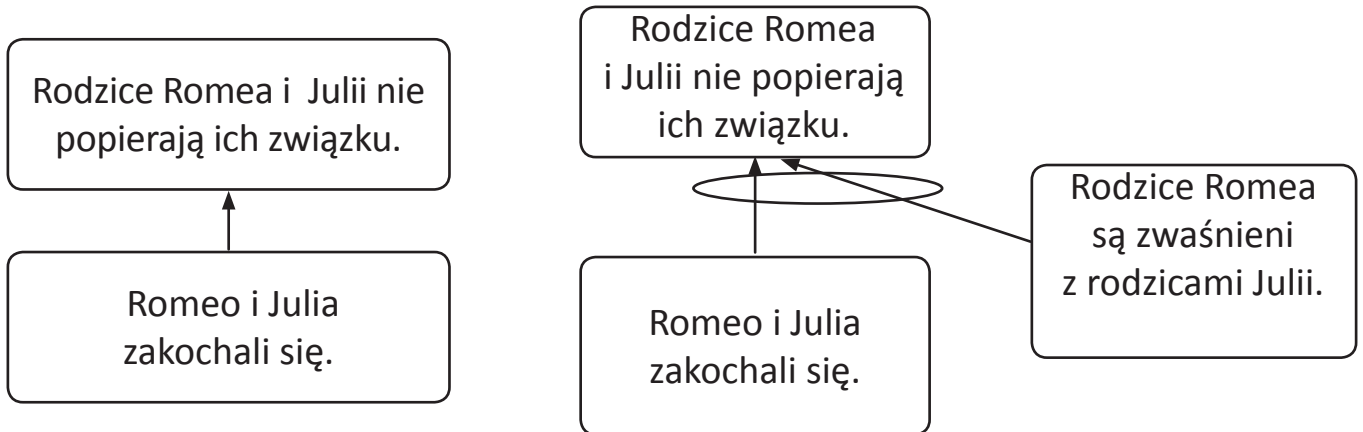 Rodzice Romea i Julii nie
popierają ich związku.
Romeo i Julia
zakochali się.
Rodzice Romea
i Julii nie popierają
ich związku.
Romeo i Julia
zakochali się.
Rodzice Romea
są zwaśnieni
z rodzicami Julii.